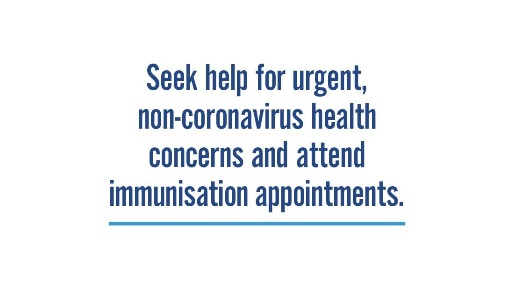 Seek help for urgent,
non-coronavirus health
concerns and attend
immunisation appointments.